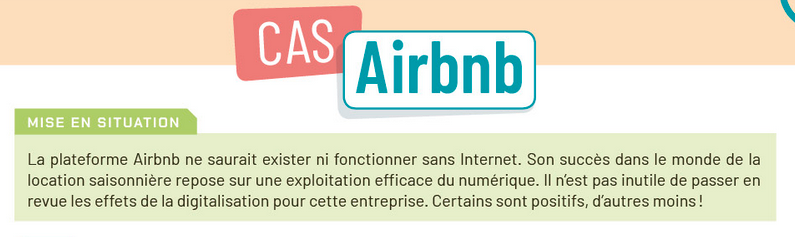 CAS
Airbnb
MISE EN SITUATION
La plateforme Airbnb ne saurait exister ni fonctionner sans Internet. Son succès dans le monde de la
location saisonnière repose sur une exploitation efficace du numérique. Il n'est pas inutile de passer en
revue les effets de la digitalisation pour cette entreprise. Certains sont positifs, d'autres moins !